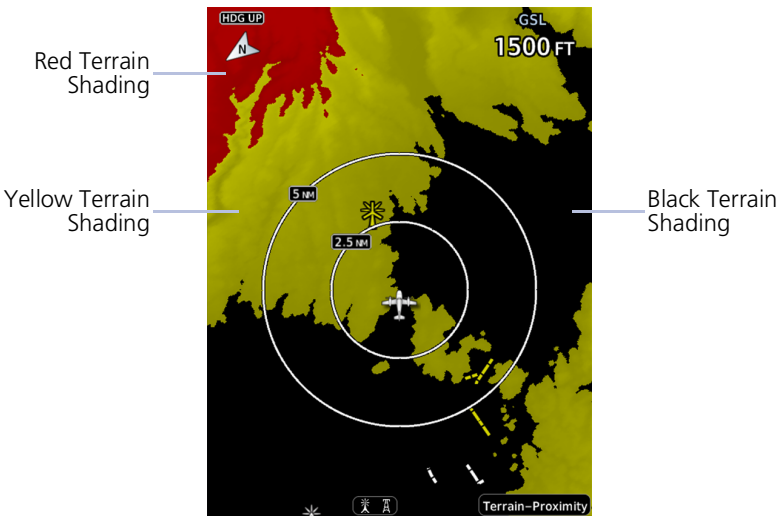 HDG UP
N
GSL
1500 FT
Red Terrain
Shading
5 NM
Yellow Terrain
Shading
Black Terrain
Shading
2.5 NM
Terrain-Proximity